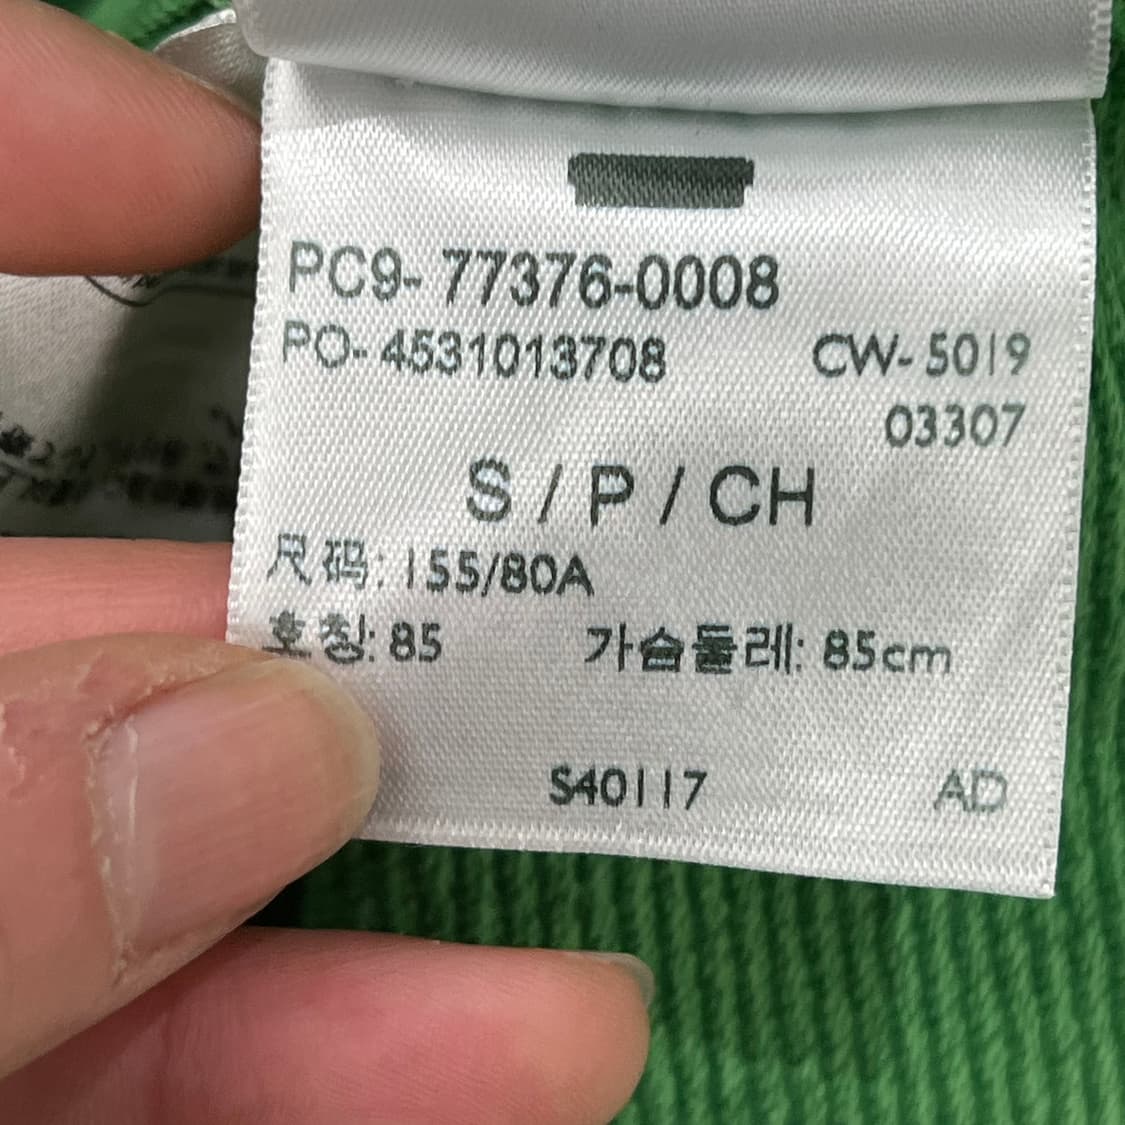 PC9- 77376-0008
PO- 4531013708 CW- 5019
03307
S / P / CH
尺码: 155/80A
호칭: 85 가슴둘레: 85cm
S40117 AD